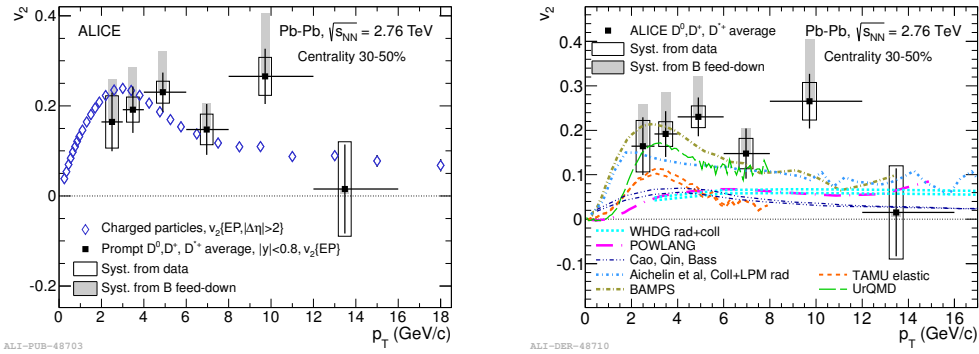 v₂
0.4
0.2
0
-0.2
ALICE
Pb-Pb, √sNN = 2.76 TeV
Centrality 30-50%
Charged particles, v₂{EP,|Δη|>2}
Prompt D⁰,D⁺, D*⁺ average, |y|<0.8, v₂{EP}
Syst. from data
Syst. from B feed-down
0 2 4 6 8 10 12 14 16 18
pT (GeV/c)
ALI-PUB-48703
v₂
0.4
0.3
0.2
0.1
0
-0.1
ALICE D⁰,D⁺, D*⁺ average
Syst. from data
Syst. from B feed-down
Pb-Pb, √sNN = 2.76 TeV
Centrality 30-50%
WHDG rad+coll
POWLANG
Cao, Qin, Bass
Aichelin et al, Coll+LPM rad
BAMPS
TAMU elastic
UrQMD
0 2 4 6 8 10 12 14 16
pT (GeV/c)
ALI-DER-48710